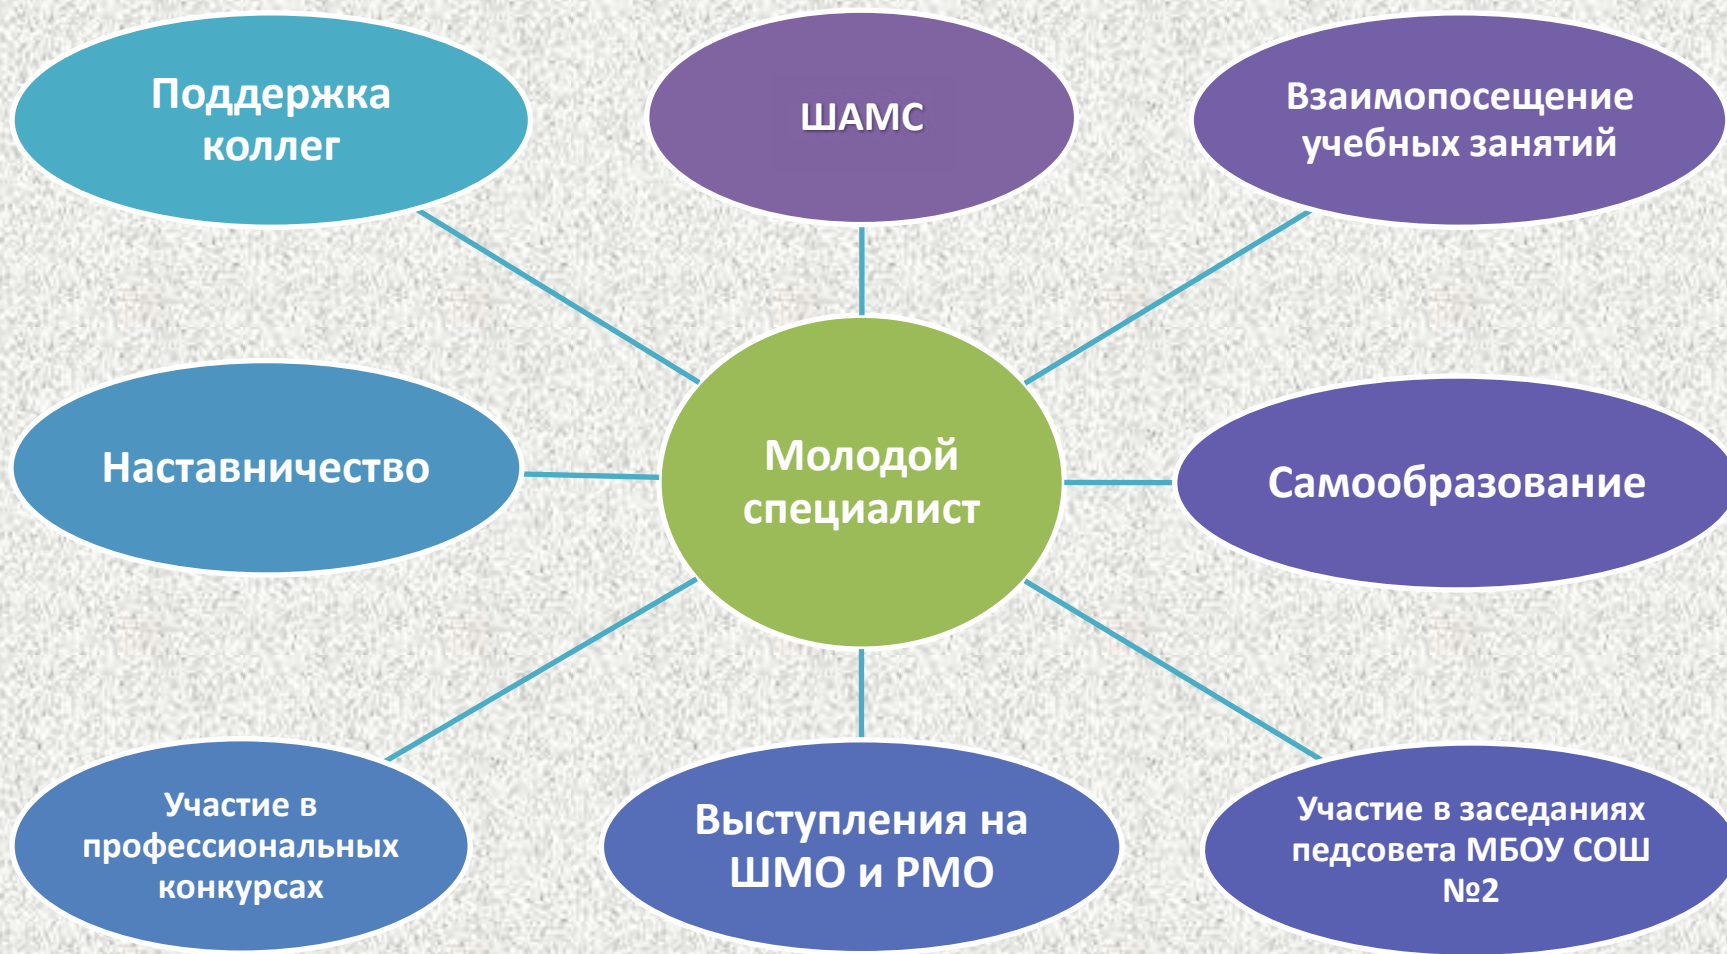 Поддержка
коллег
ШАМС
Взаимопосещение
учебных занятий
Наставничество
Молодой
специалист
Самообразование
Участие в
профессиональных
конкурсах
Выступления на
ШМО и РМО
Участие в заседаниях
педсовета МБОУ СОШ
№2